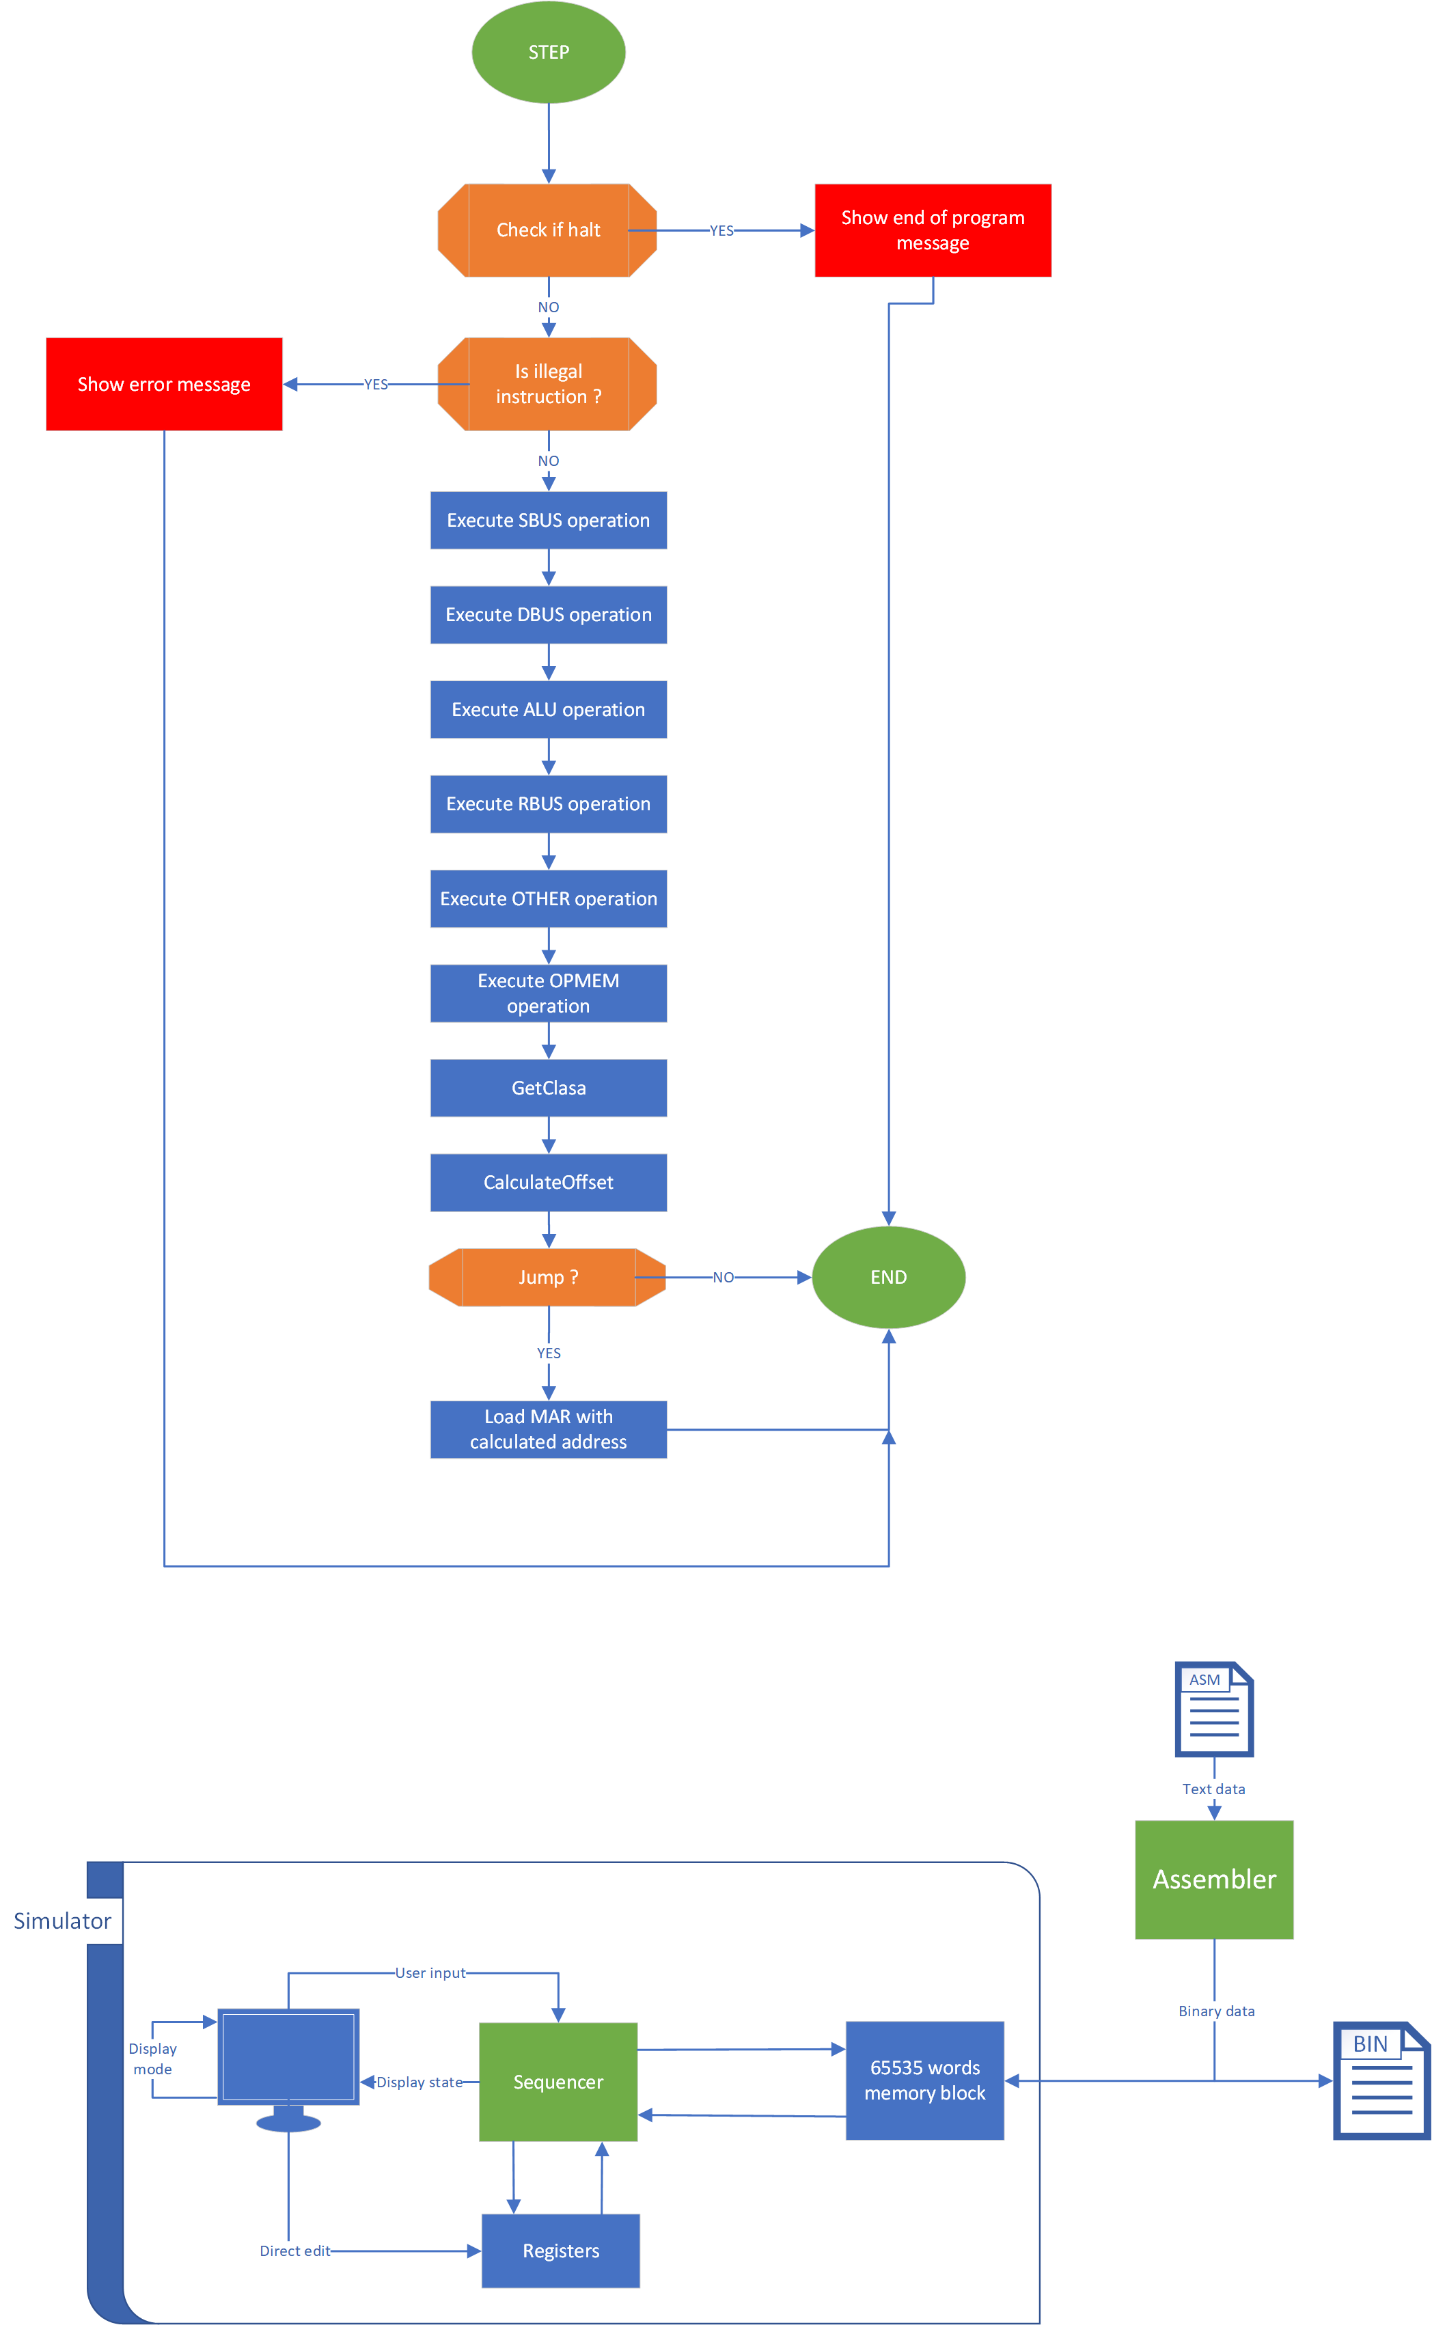 STEP
Check if halt
YES
Show end of program
message
NO
Is illegal
instruction ?
YES
Show error message
NO
Execute SBUS operation
Execute DBUS operation
Execute ALU operation
Execute RBUS operation
Execute OTHER operation
Execute OPMEM
operation
GetClasa
CalculateOffset
Jump ?
NO
END
YES
Load MAR with
calculated address
ASM
Text data
Assembler
Binary data
BIN
Simulator
User input
Display
mode
Display state
Sequencer
65535 words
memory block
Direct edit
Registers